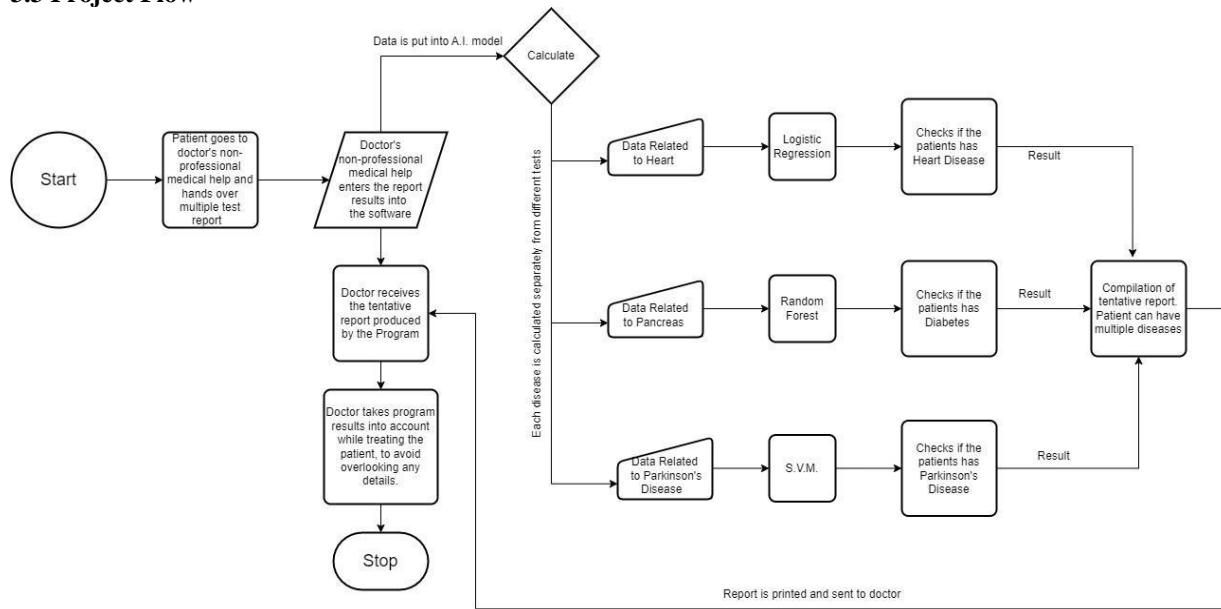 3.3 Project Flow
Data is put into A.I. model
Calculate
Start
Patient goes to
doctor's non-
professional
medical help and
hands over
multiple test
report
Doctor's
non-professional
medical help
enters the report
results into
the software
Doctor receives
the tentative
report produced
by the Program
Doctor takes program
results into account
while treating the
patient, to avoid
overlooking any
details.
Stop
Each disease is calculated separately from different tests
Data Related
to Heart
Logistic
Regression
Checks if the
patients has
Heart Disease
Result
Data Related
to Pancreas
Random
Forest
Checks if the
patients has
Diabetes
Result
Data Related
to Parkinson's
Disease
S.V.M.
Checks if the
patients has
Parkinson's
Disease
Result
Compilation of
tentative report.
Patient can have
multiple diseases
Report is printed and sent to doctor